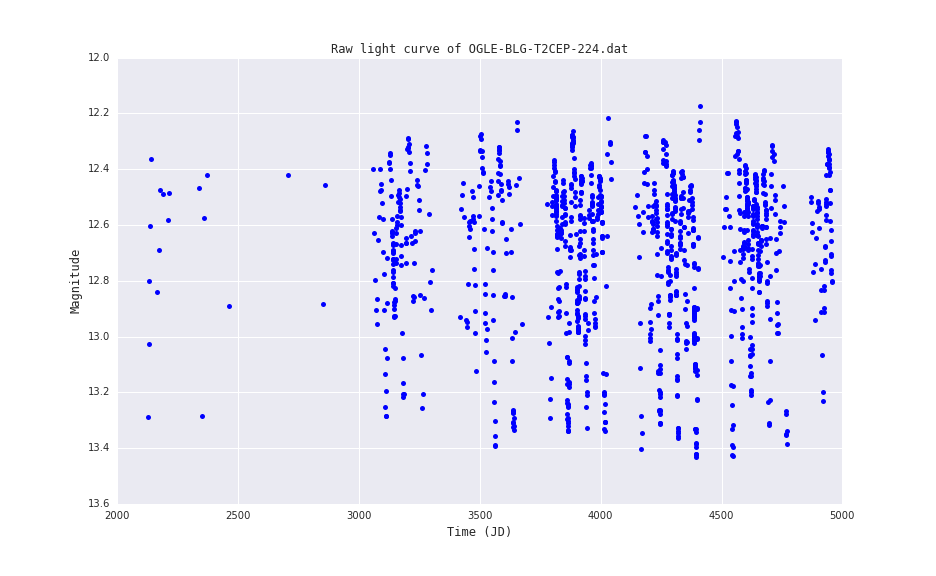 Raw light curve of OGLE-BLG-T2CEP-224.dat
12.0
12.2
12.4
12.6
12.8
13.0
13.2
13.4
13.6
Magnitude
2000 2500 3000 3500 4000 4500 5000
Time (JD)